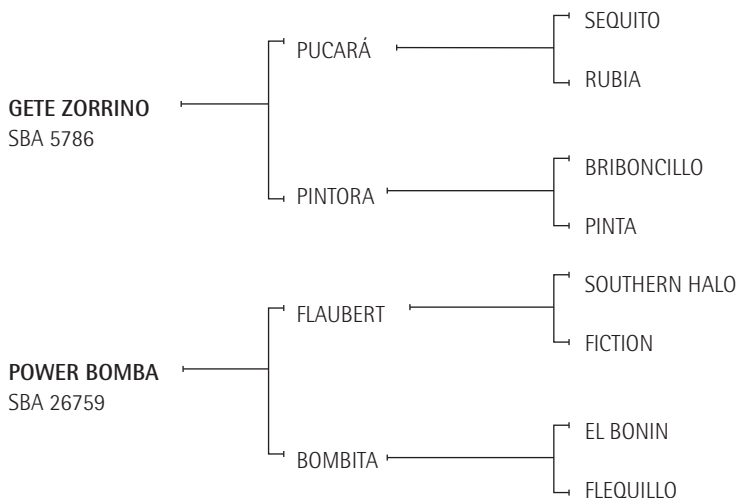 SEQUITO
PUCARÁ
RUBIA
GETE ZORRINO
SBA 5786
BRIBONCILLO
PINTORA
PINTA
SOUTHERN HALO
FLAUBERT
FICTION
POWER BOMBA
SBA 26759
EL BONIN
BOMBITA
FLEQUILLO